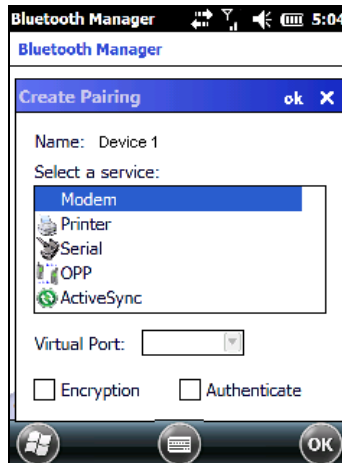 Bluetooth Manager 5:04
Bluetooth Manager
Create Pairing ok
Name: Device 1
Select a service:
Modem
Printer
Serial
OPP
ActiveSync
Virtual Port:
Encryption Authenticate
OK